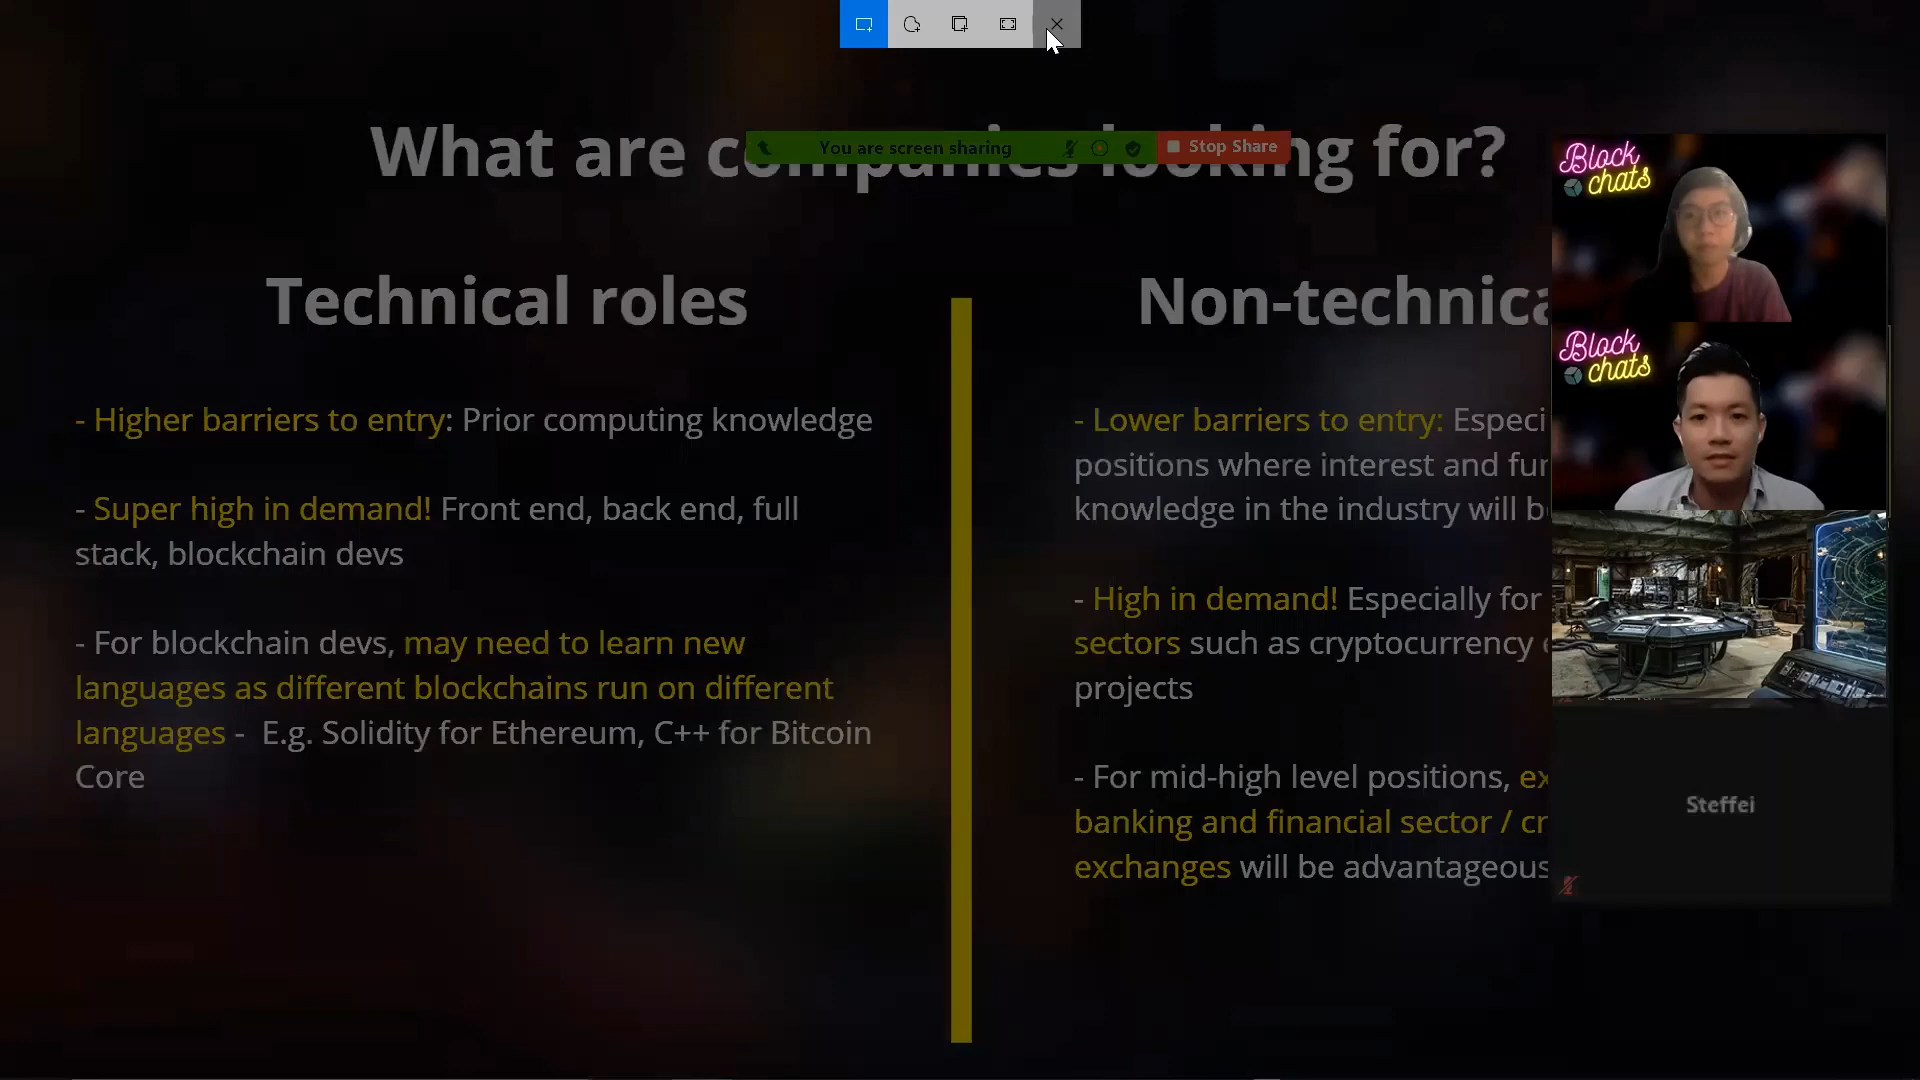 What are companies looking for?
You are screen sharing
Stop Share
Technical roles
- Higher barriers to entry: Prior computing knowledge
- Super high in demand! Front end, back end, full
stack, blockchain devs
- For blockchain devs, may need to learn new
languages as different blockchains run on different
languages - E.g. Solidity for Ethereum, C++ for Bitcoin
Core
Non-technica
- Lower barriers to entry: Especi
positions where interest and fun
knowledge in the industry will b
- High in demand! Especially for
sectors such as cryptocurrency
projects
- For mid-high level positions, ex
banking and financial sector / cr
exchanges will be advantageous
Block
chats
Block
chats
Steffei